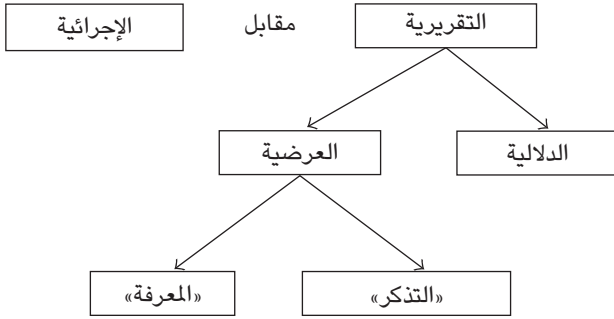 التقريرية مقابل الإجرائية
الدلالية العرضية
«التذكر» «المعرفة»